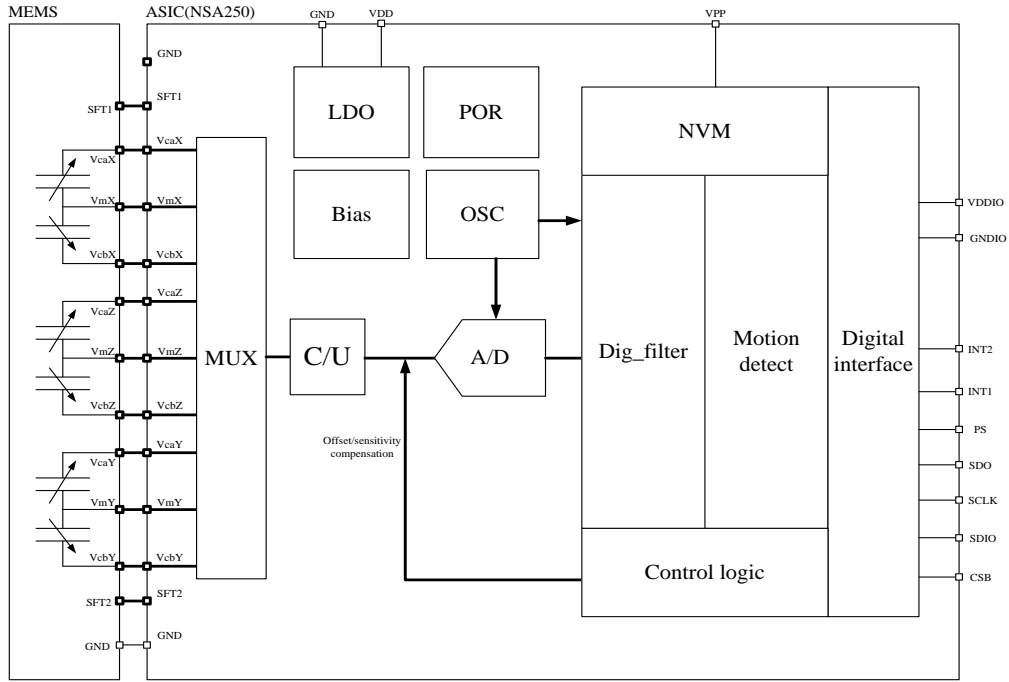 MEMS
ASIC(NSA250)
GND
VDD
VPP
GND
SFT1
SFT1
LDO
POR
NVM
VcaX
VcaX
VmX
VmX
VcbX
VcbX
Bias
OSC
VDDIO
GNDIO
VcaZ
VcaZ
VmZ
VmZ
VcbZ
VcbZ
MUX
C/U
A/D
Dig_filter
Motion
detect
Digital
interface
INT2
INT1
PS
SDO
SCLK
SDIO
CSB
Offset/sensitivity
compensation
VcaY
VcaY
VmY
VmY
VcbY
VcbY
Control logic
SFT2
SFT2
GND
GND